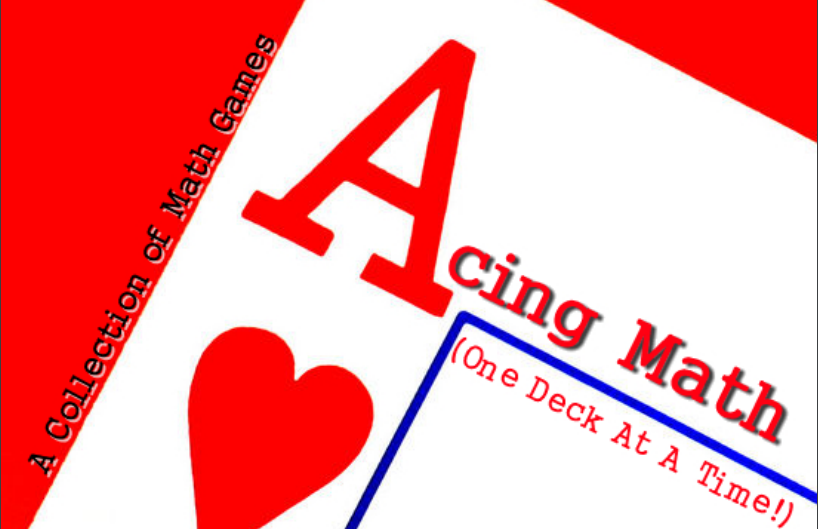 A Collection of Math Games
Acing Math
(One Deck At A Time!)